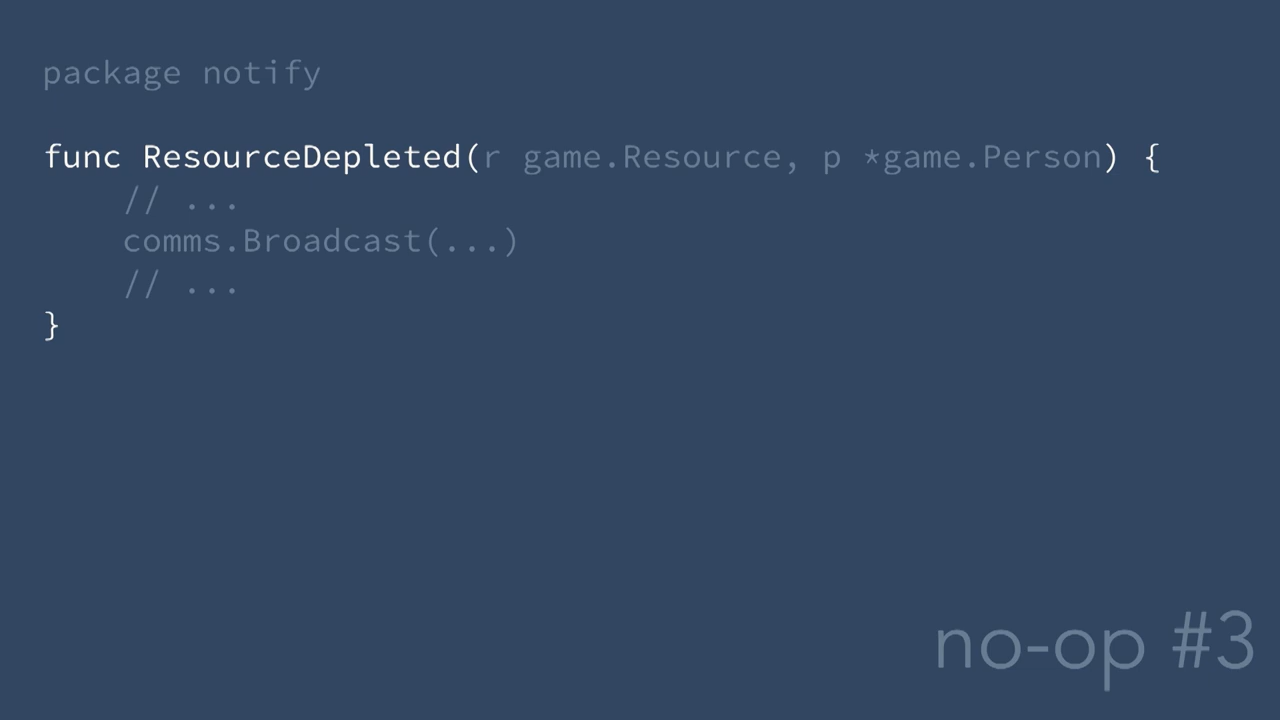 package notify
func ResourceDepleted(r game.Resource, p *game.Person) {
// ...
comms.Broadcast(...)
// ...
}
no-op #3